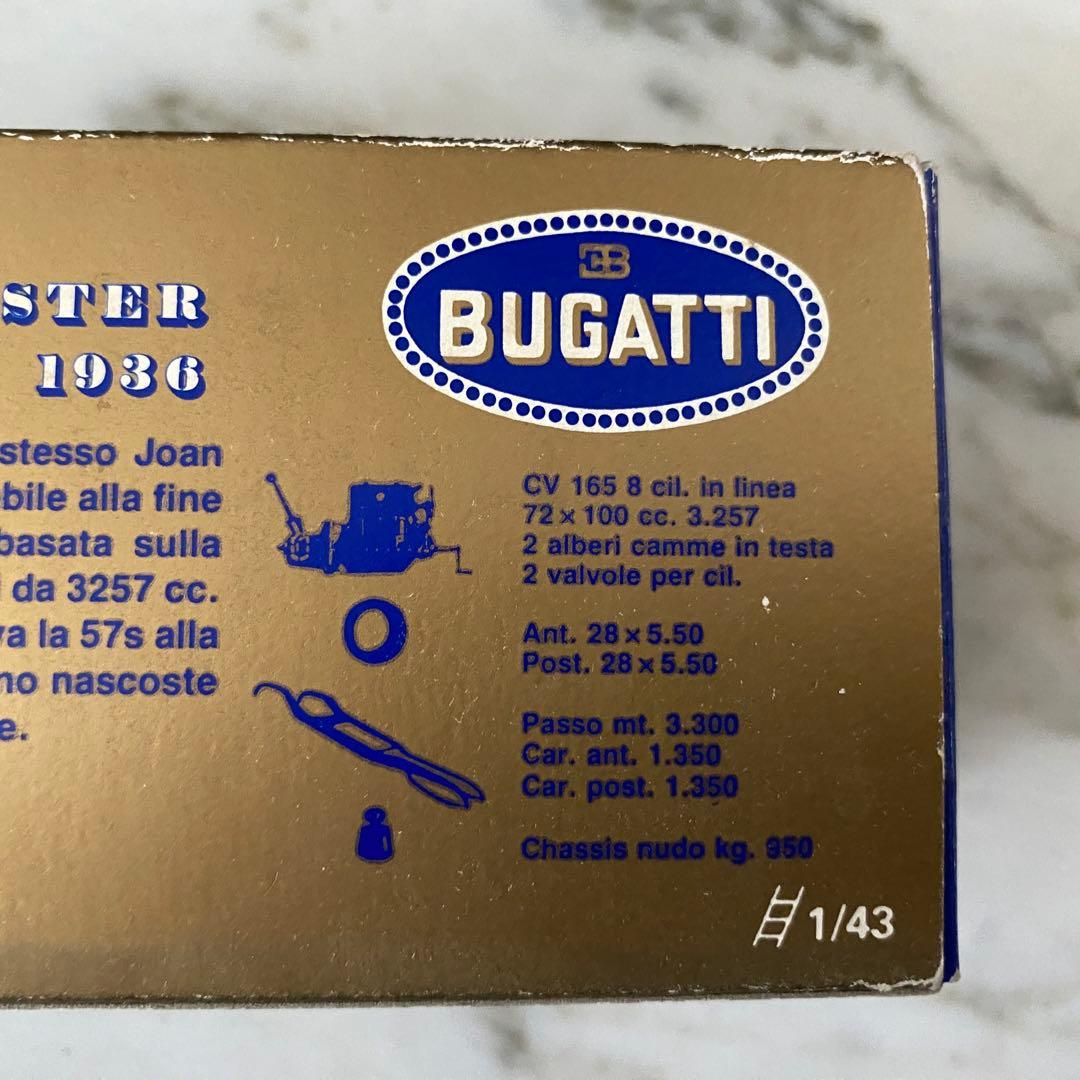 STER
1936
stesso Joan
bile alla fine
basata sulla
da 3257 cc.
va la 57s alla
no nascoste
e.
EB
BUGATTI
CV 165 8 cil. in linea
72 x 100 cc. 3.257
2 alberi camme in testa
2 valvole per cil.
Ant. 28 x 5.50
Post. 28 x 5.50
Passo mt. 3.300
Car. ant. 1.350
Car. post. 1.350
Chassis nudo kg. 950
1/43